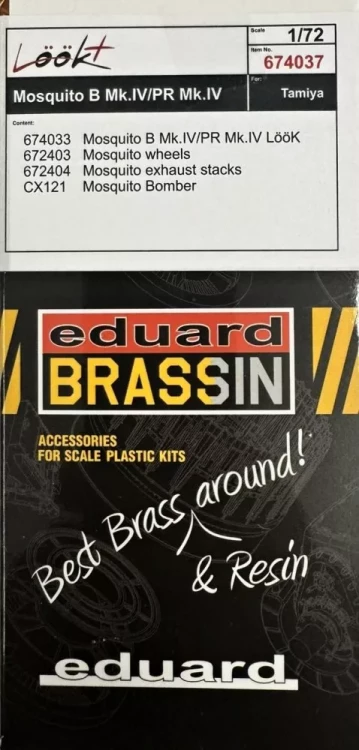 Löök+
Scale 1/72
Item No. 674037
Mosquito B Mk.IV/PR Mk.IV
For: Tamiya
Content:
674033 Mosquito B Mk.IV/PR Mk.IV LööK
672403 Mosquito wheels
672404 Mosquito exhaust stacks
CX121 Mosquito Bomber
eduard
BRASSIN
ACCESSORIES
FOR SCALE PLASTIC KITS
Best Brass around!
& Resin
eduard